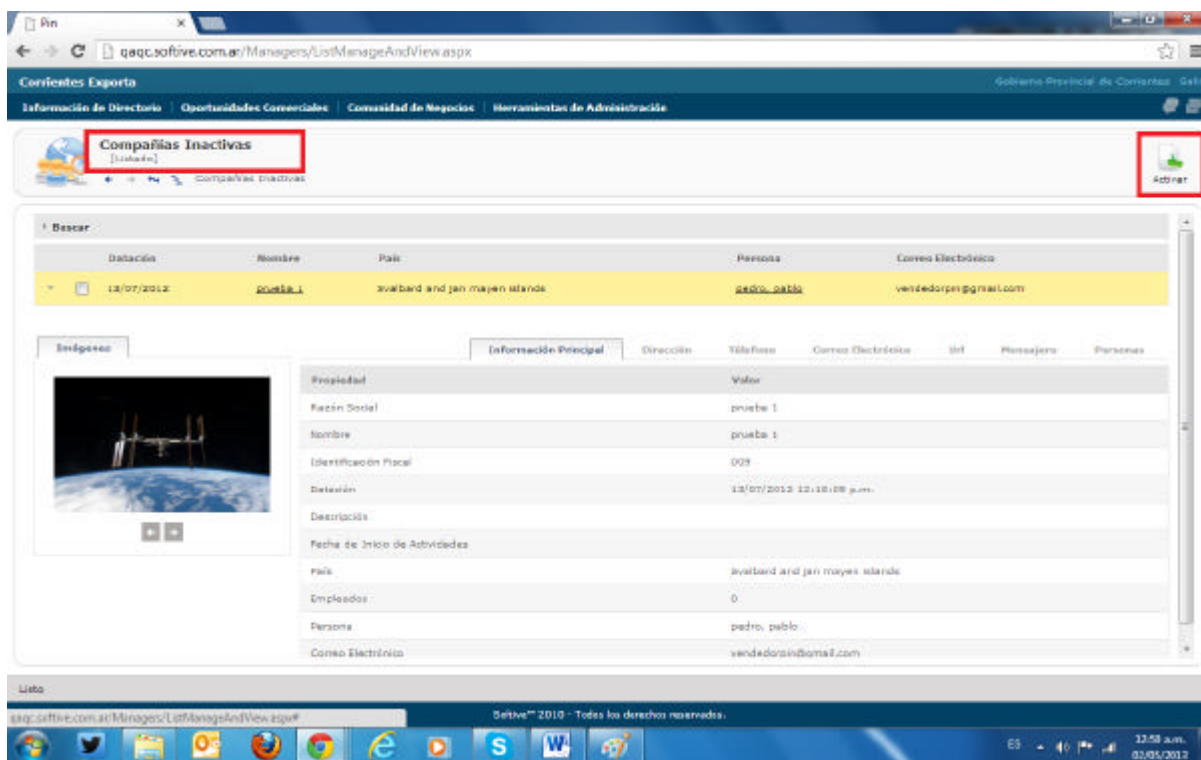 Pin
qaqc.softive.com.ar/Managers/ListManageAndView.aspx
Corrientes Exporta
Gobierno Provincial de Corrientes
Información de Directorio | Oportunidades Comerciales | Comunidad de Negocios | Herramientas de Administración
Compañías Inactivas
[Listado]
Compañías Inactivas
Activar
Buscar
Datación Nombre País Persona Correo Electrónico
13/07/2012 prueba 1 svalbard and jan mayen islands pedro, pablo vendedorpin@gmail.com
Imágenes
Información Principal Dirección Teléfono Correo Electrónico Url Mensajero Personas
Propiedad Valor
Razón Social prueba 1
Nombre prueba 1
Identificación Fiscal 009
Datación 13/07/2012 p.m.
Descripción
Fecha de Inicio de Actividades
País svalbard and jan mayen islands
Empleados 0
Persona pedro, pablo
Correo Electrónico vendedorpin@gmail.com
Listo
qaqc.softive.com.ar/Managers/ListManageAndView.aspx#
Softive™ 2010 - Todos los derechos reservados.
ES
12:58 a.m.